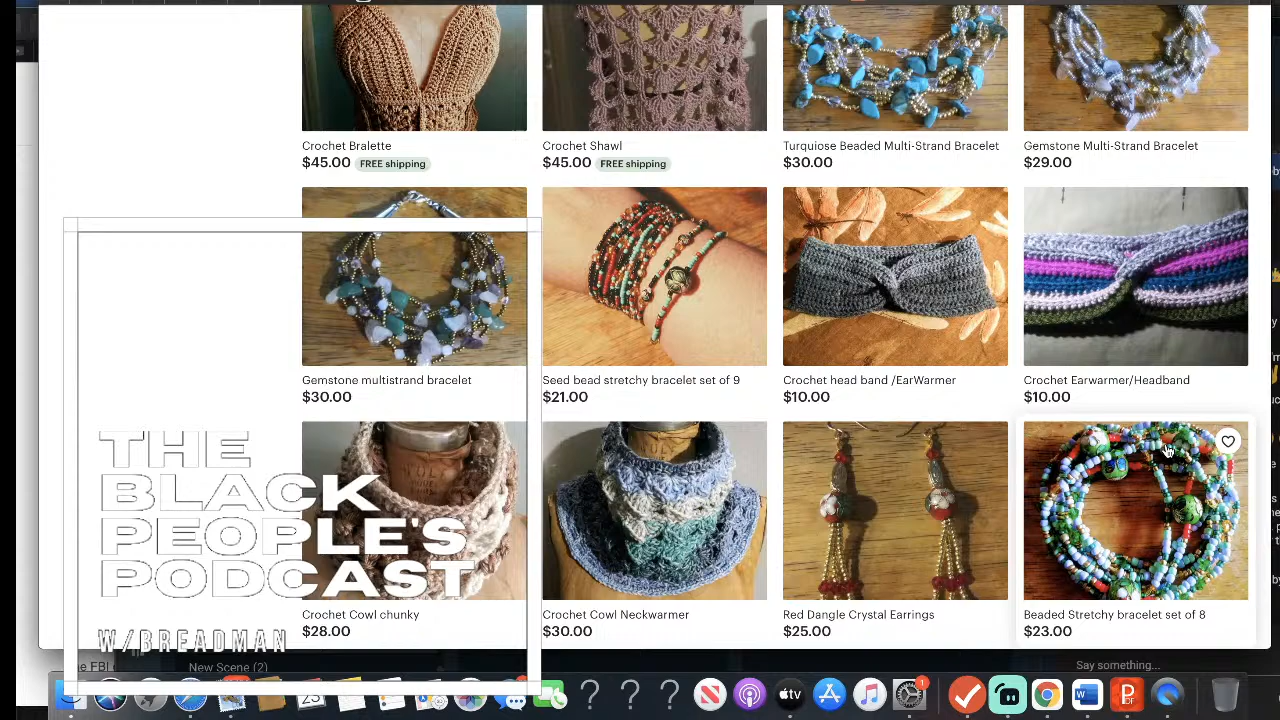 Crochet Bralette
$45.00 FREE shipping
Crochet Shawl
$45.00 FREE shipping
Turquiose Beaded Multi-Strand Bracelet
$30.00
Gemstone Multi-Strand Bracelet
$29.00
Gemstone multistrand bracelet
$30.00
Seed bead stretchy bracelet set of 9
$21.00
Crochet head band /EarWarmer
$10.00
Crochet Earwarmer/Headband
$10.00
THE
BLACK
PEOPLE'S
PODCAST
W/BREADMAN
Crochet Cowl chunky
$28.00
Crochet Cowl Neckwarmer
$30.00
Red Dangle Crystal Earrings
$25.00
Beaded Stretchy bracelet set of 8
$23.00
FBI
New Scene (2)
Say something...
tv
1